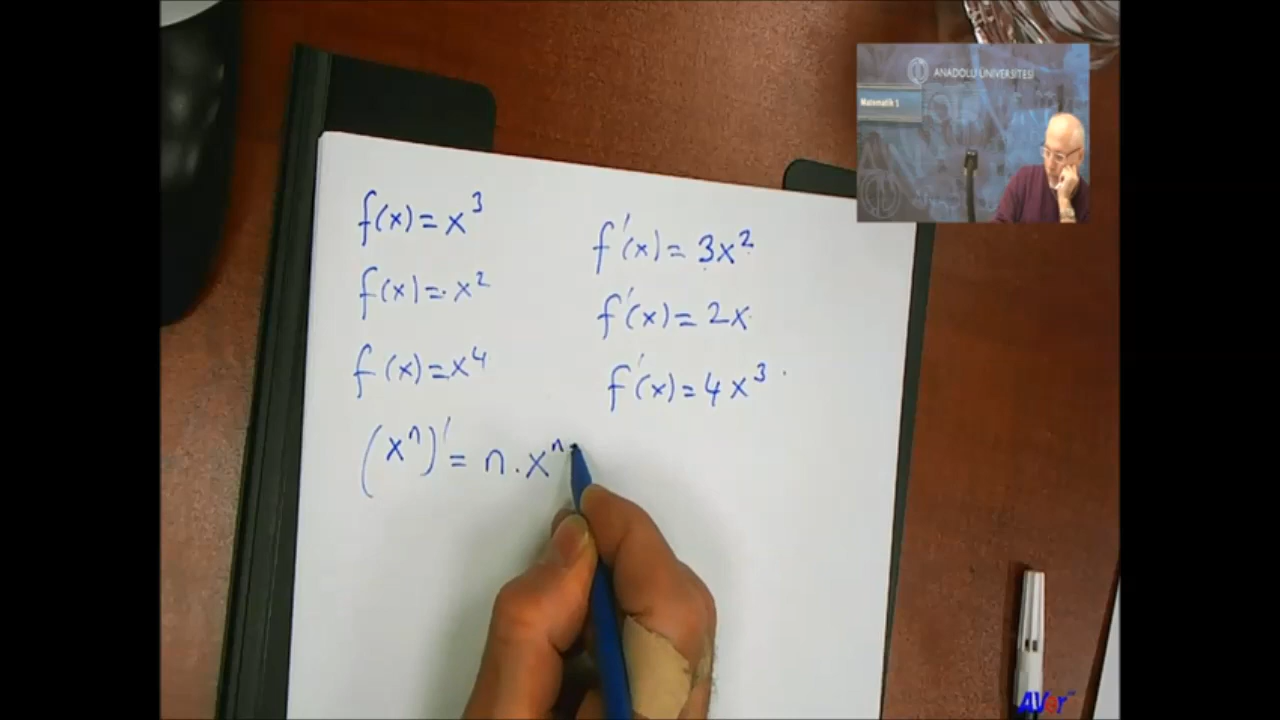 ANADOLU ÜNİVERSİTESİ
Matematik 1
f(x) = x³
f'(x) = 3x²
f(x) = x²
f'(x) = 2x
f(x) = x⁴
f'(x) = 4x³
(xⁿ)' = n . xⁿ
AVer